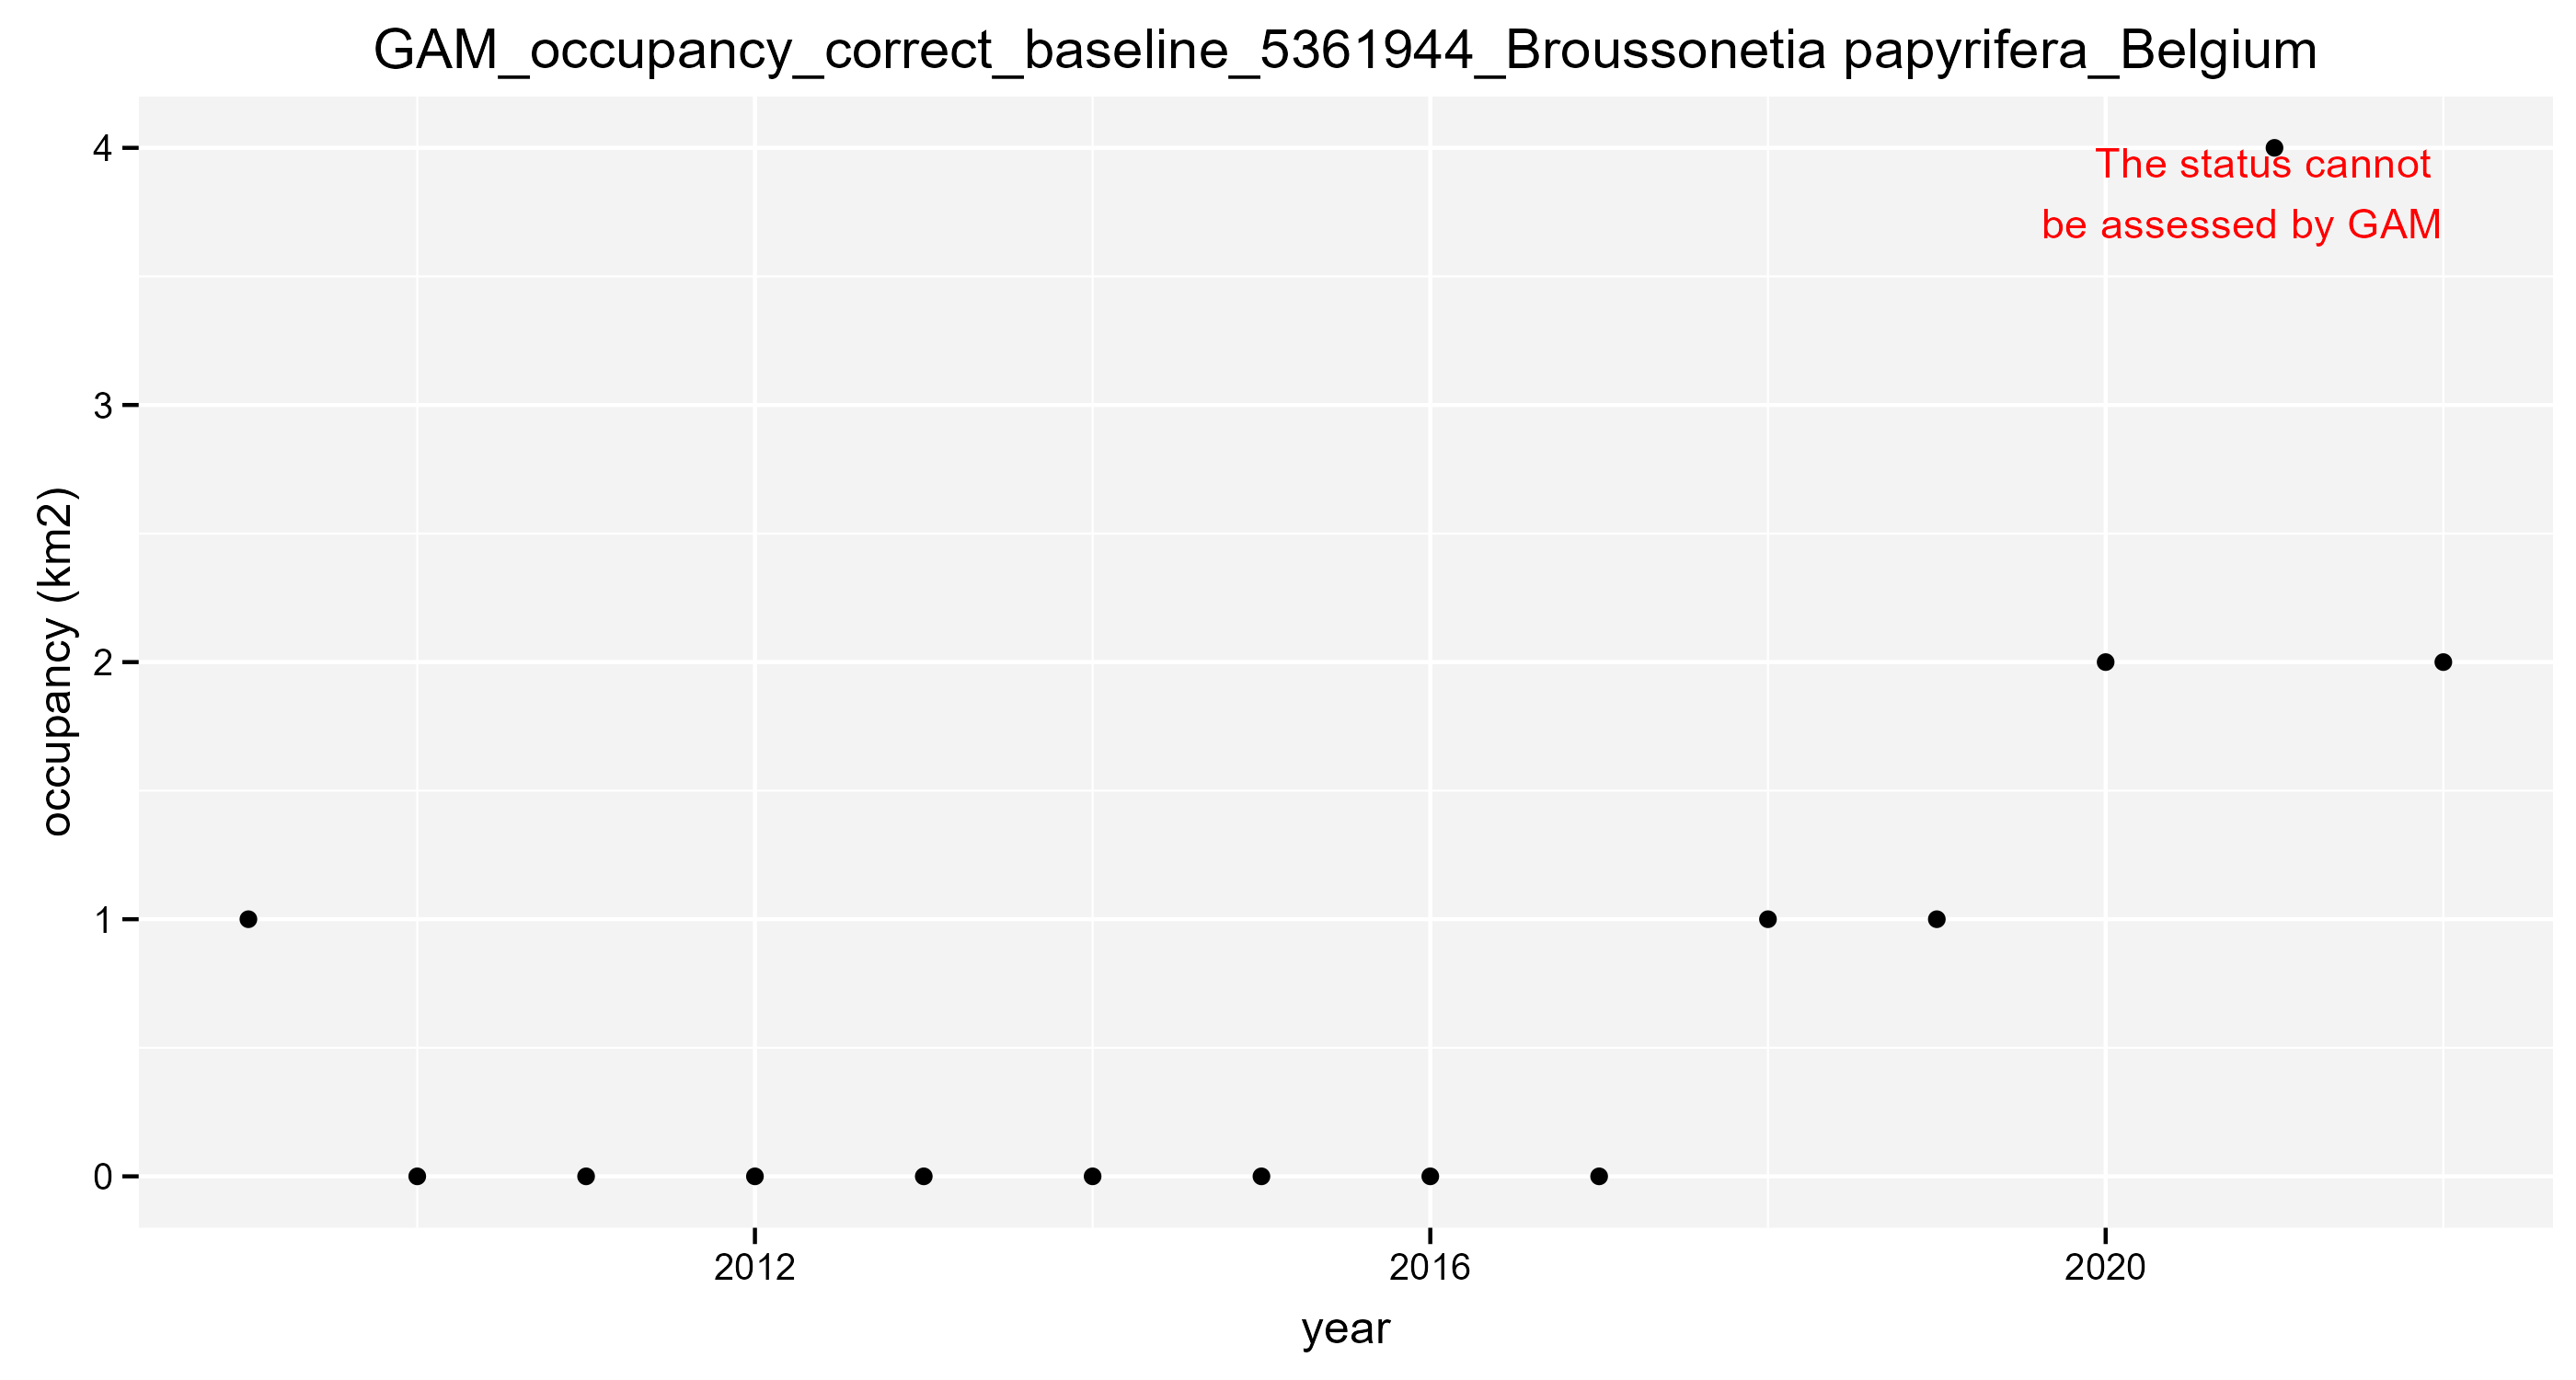 GAM_occupancy_correct_baseline_5361944_Broussonetia papyrifera_Belgium
4
The status cannot
be assessed by GAM
3
occupancy (km2)
2
1
0
2012 2016 2020
year